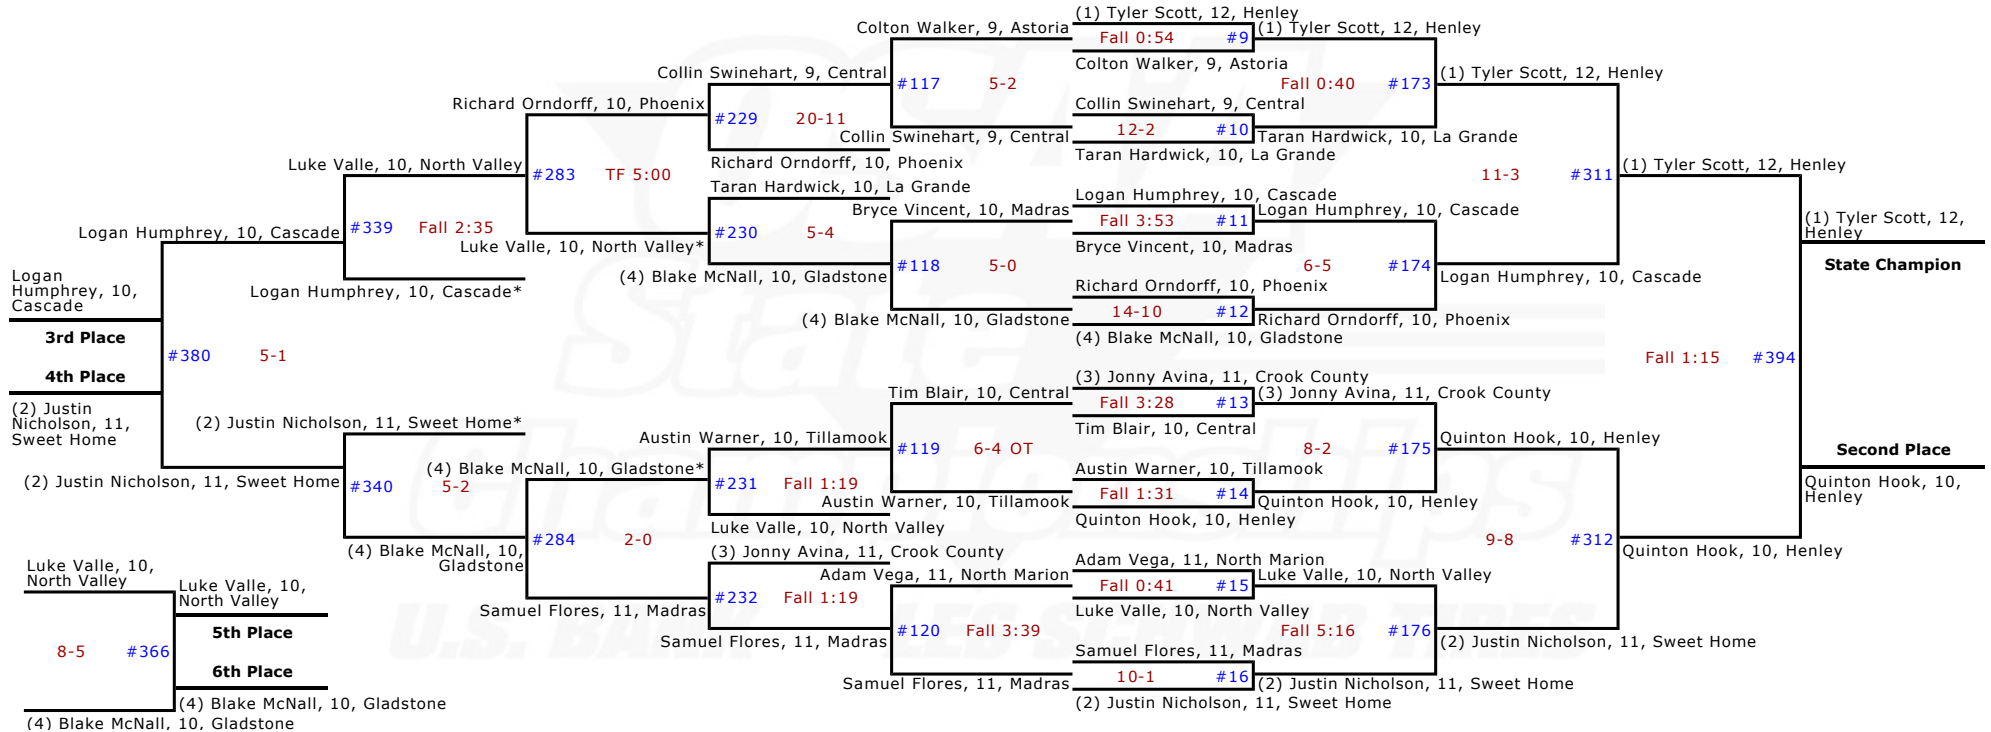 (1) Tyler Scott, 12, Henley
Colton Walker, 9, Astoria
Fall 0:54 #9
(1) Tyler Scott, 12, Henley
Colton Walker, 9, Astoria
Collin Swinehart, 9, Central
#117 5-2
Fall 0:40 #173
(1) Tyler Scott, 12, Henley
Richard Orndorff, 10, Phoenix
#229 20-11
Collin Swinehart, 9, Central
Collin Swinehart, 9, Central
12-2 #10
Taran Hardwick, 10, La Grande
Taran Hardwick, 10, La Grande
Richard Orndorff, 10, Phoenix
Luke Valle, 10, North Valley
#283 TF 5:00
11-3 #311
(1) Tyler Scott, 12, Henley
Taran Hardwick, 10, La Grande
Logan Humphrey, 10, Cascade
Bryce Vincent, 10, Madras
Fall 3:53 #11
Logan Humphrey, 10, Cascade
Logan Humphrey, 10, Cascade
#339 Fall 2:35
Luke Valle, 10, North Valley*
#230 5-4
Bryce Vincent, 10, Madras
(1) Tyler Scott, 12,
Henley
State Champion
(4) Blake McNall, 10, Gladstone
#118 5-0
6-5 #174
Logan Humphrey, 10, Cascade
Logan
Humphrey, 10,
Cascade
Logan Humphrey, 10, Cascade*
Richard Orndorff, 10, Phoenix
(4) Blake McNall, 10, Gladstone
14-10 #12
Richard Orndorff, 10, Phoenix
(4) Blake McNall, 10, Gladstone
3rd Place
#380 5-1
Fall 1:15 #394
4th Place
(2) Justin
Nicholson, 11,
Sweet Home
(3) Jonny Avina, 11, Crook County
Tim Blair, 10, Central
Fall 3:28 #13
(3) Jonny Avina, 11, Crook County
Tim Blair, 10, Central
(2) Justin Nicholson, 11, Sweet Home*
Austin Warner, 10, Tillamook
#119 6-4 OT
8-2 #175
Quinton Hook, 10, Henley
Second Place
(4) Blake McNall, 10, Gladstone*
Austin Warner, 10, Tillamook
(2) Justin Nicholson, 11, Sweet Home
#340 5-2
#231 Fall 1:19
Austin Warner, 10, Tillamook
Fall 1:31 #14
Quinton Hook, 10, Henley
Quinton Hook, 10, Henley
Quinton Hook, 10,
Henley
Luke Valle, 10, North Valley
(4) Blake McNall, 10,
Gladstone
#284 2-0
9-8 #312
Quinton Hook, 10, Henley
(3) Jonny Avina, 11, Crook County
Adam Vega, 11, North Marion
Adam Vega, 11, North Marion
Fall 0:41 #15
Luke Valle, 10, North Valley
Luke Valle, 10, North Valley
Samuel Flores, 11, Madras
#232 Fall 1:19
Samuel Flores, 11, Madras
#120 Fall 3:39
Fall 5:16 #176
(2) Justin Nicholson, 11, Sweet Home
Samuel Flores, 11, Madras
Samuel Flores, 11, Madras
10-1 #16
(2) Justin Nicholson, 11, Sweet Home
(2) Justin Nicholson, 11, Sweet Home
Luke Valle, 10,
North Valley
Luke Valle, 10,
North Valley
5th Place
8-5 #366
6th Place
(4) Blake McNall, 10, Gladstone
(4) Blake McNall, 10, Gladstone
OSAA
State
Championships
U.S. BANK LES SCHWAB TIRES